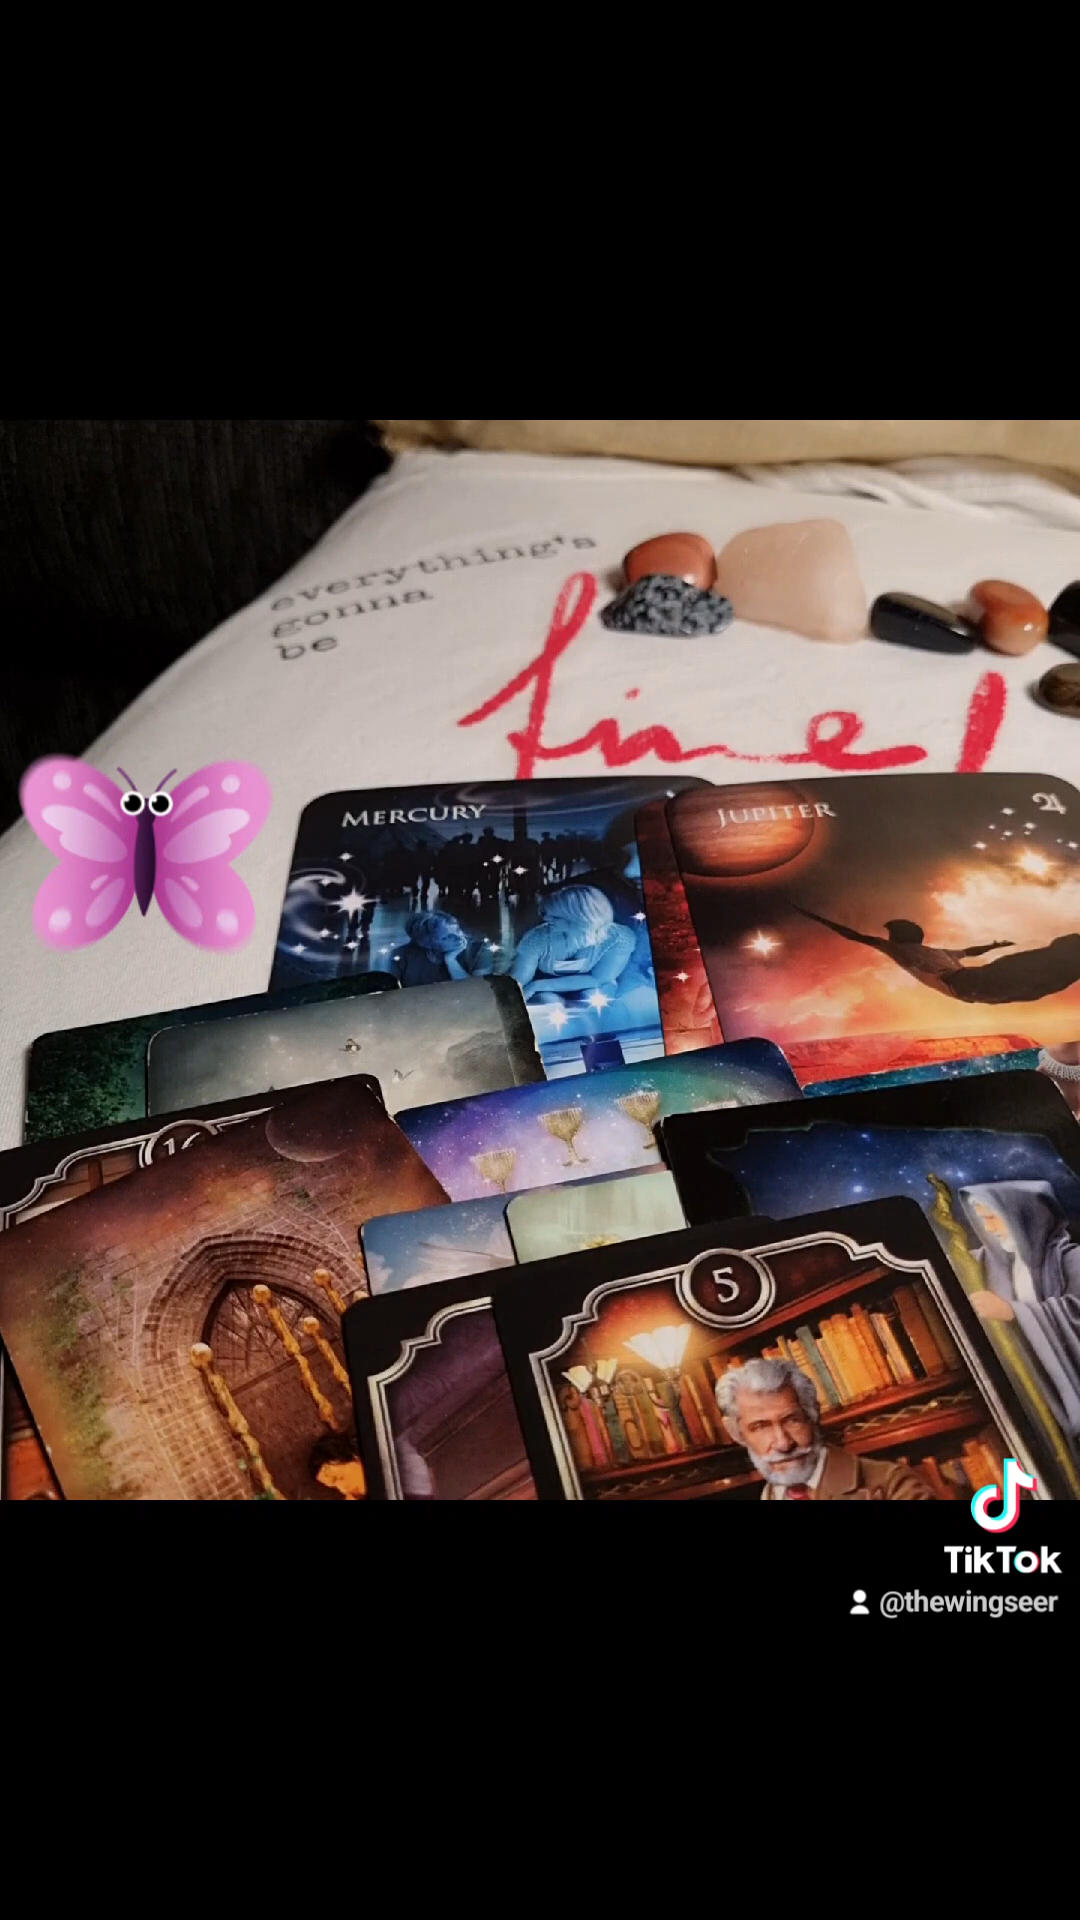 everything's
gonna
be
fine!
MERCURY
JUPITER ♃
5
TikTok
@thewingseer